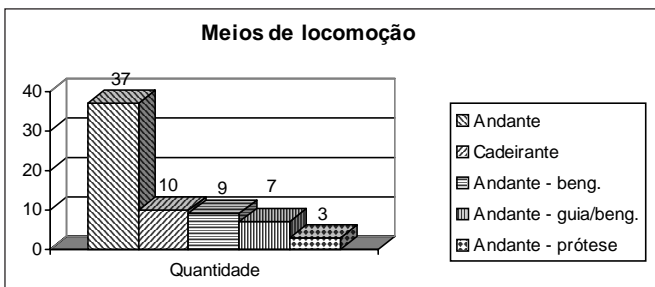 Meios de locomoção
40
30
20
10
0
37
10
9
7
3
Quantidade
Andante
Cadeirante
Andante - beng.
Andante - guia/beng.
Andante - prótese